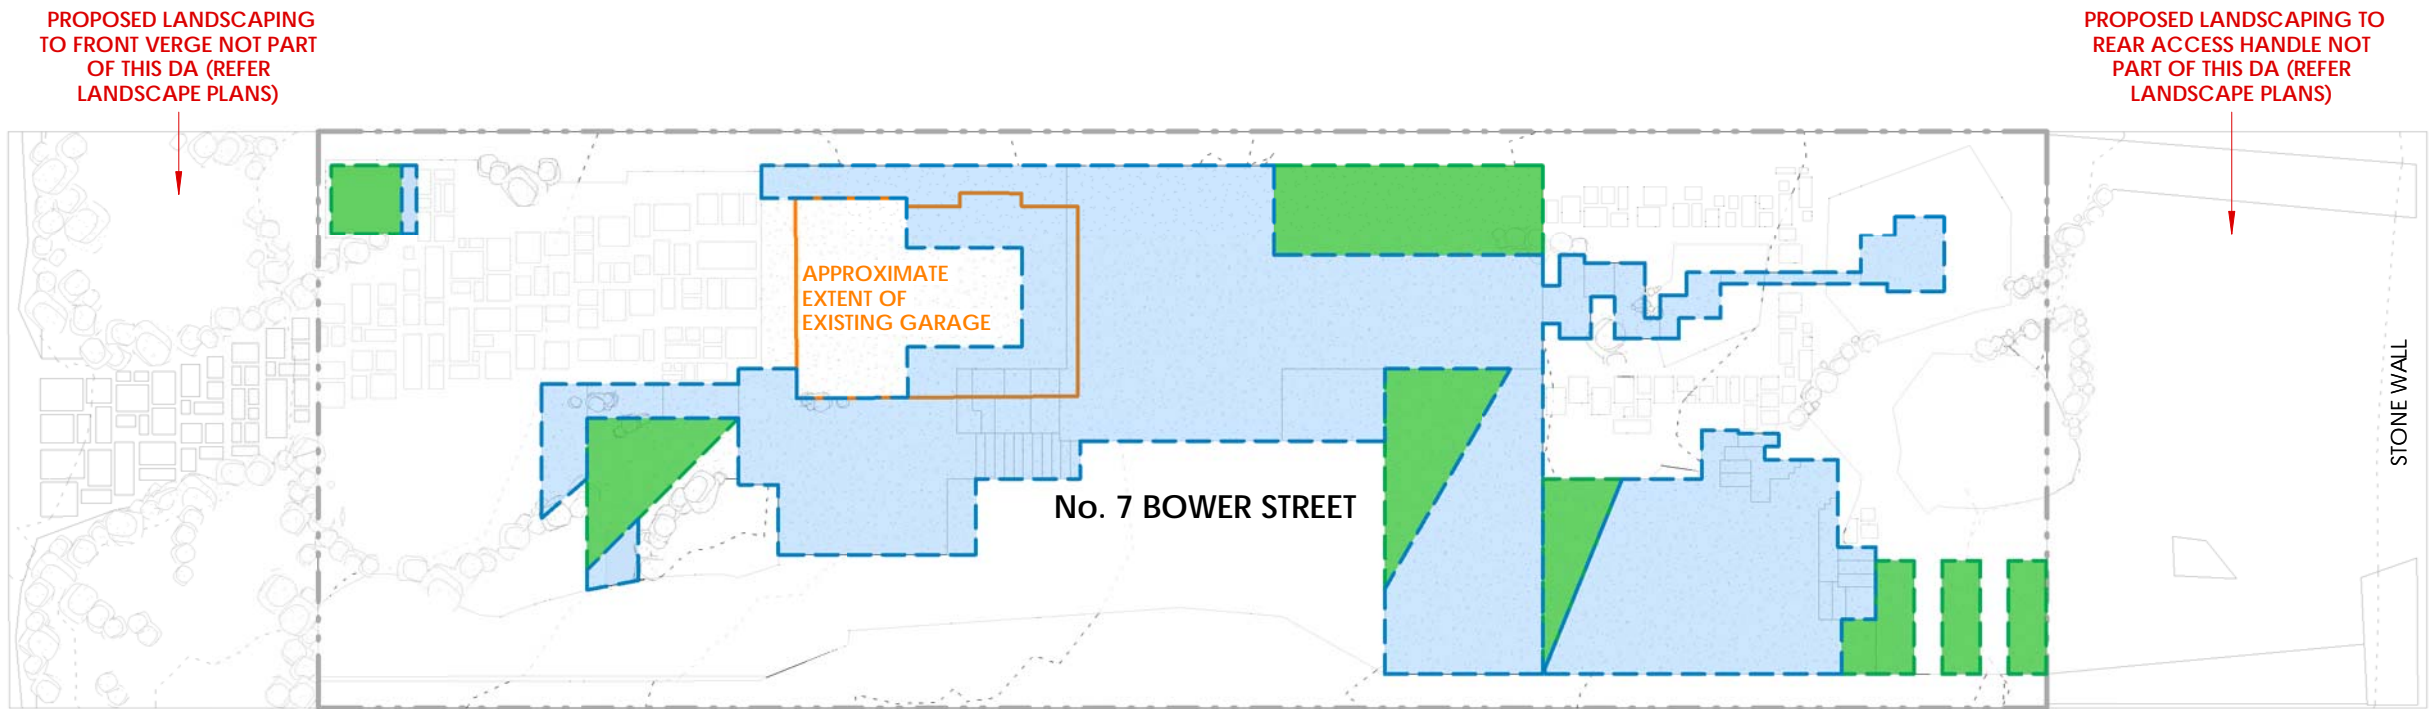 PROPOSED LANDSCAPING
TO FRONT VERGE NOT PART
OF THIS DA (REFER
LANDSCAPE PLANS)
PROPOSED LANDSCAPING TO
REAR ACCESS HANDLE NOT
PART OF THIS DA (REFER
LANDSCAPE PLANS)
APPROXIMATE
EXTENT OF
EXISTING GARAGE
No. 7 BOWER STREET
STONE WALL